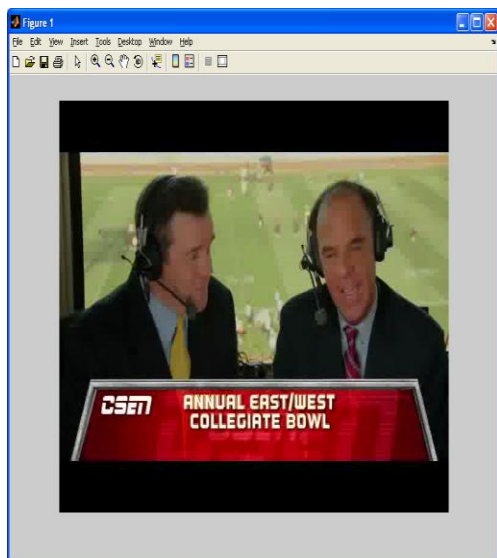 Figure 1
File Edit View Insert Tools Desktop Window Help
CSEN
ANNUAL EAST/WEST
COLLEGIATE BOWL